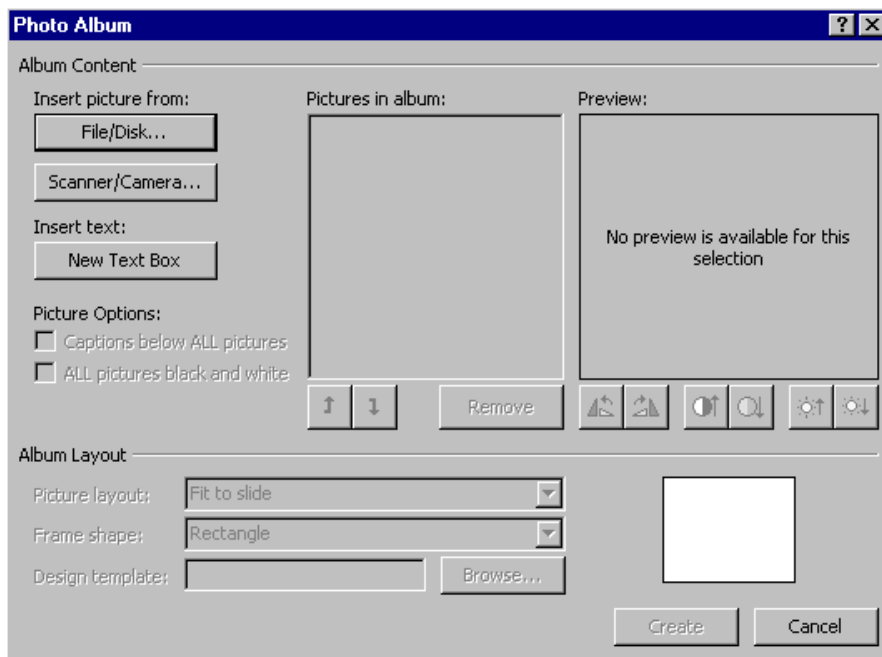 Photo Album
Album Content
Insert picture from:
File/Disk...
Scanner/Camera...
Insert text:
New Text Box
Picture Options:
Captions below ALL pictures
ALL pictures black and white
Pictures in album:
Remove
Preview:
No preview is available for this
selection
Album Layout
Picture layout:
Fit to slide
Frame shape:
Rectangle
Design template:
Browse...
Create
Cancel